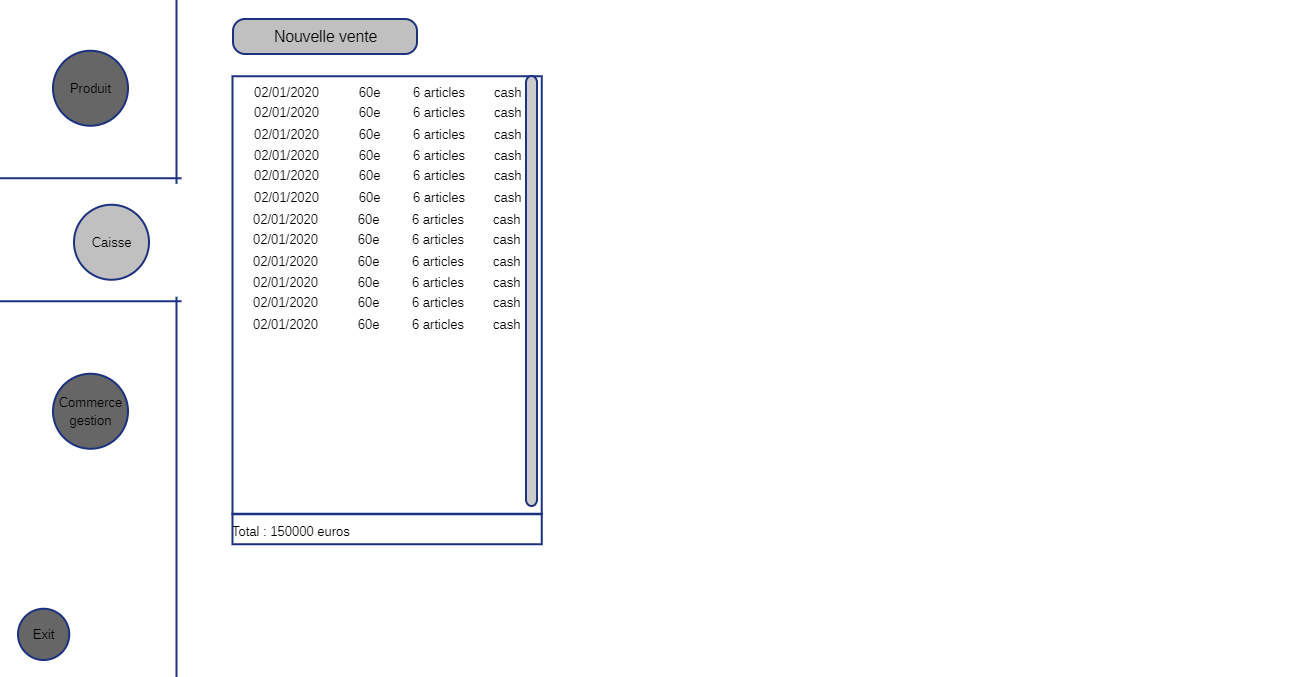 Produit
Caisse
Commerce
gestion
Exit
Nouvelle vente
02/01/2020 60e 6 articles cash
02/01/2020 60e 6 articles cash
02/01/2020 60e 6 articles cash
02/01/2020 60e 6 articles cash
02/01/2020 60e 6 articles cash
02/01/2020 60e 6 articles cash
02/01/2020 60e 6 articles cash
02/01/2020 60e 6 articles cash
02/01/2020 60e 6 articles cash
02/01/2020 60e 6 articles cash
02/01/2020 60e 6 articles cash
02/01/2020 60e 6 articles cash
Total : 150000 euros